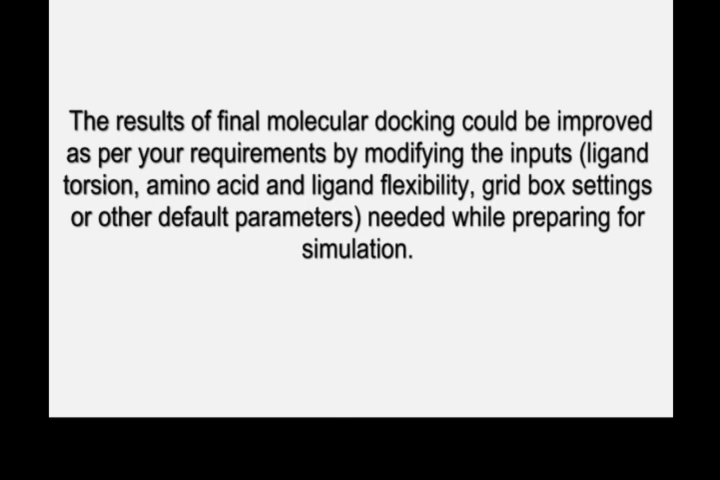 The results of final molecular docking could be improved
as per your requirements by modifying the inputs (ligand
torsion, amino acid and ligand flexibility, grid box settings
or other default parameters) needed while preparing for
simulation.